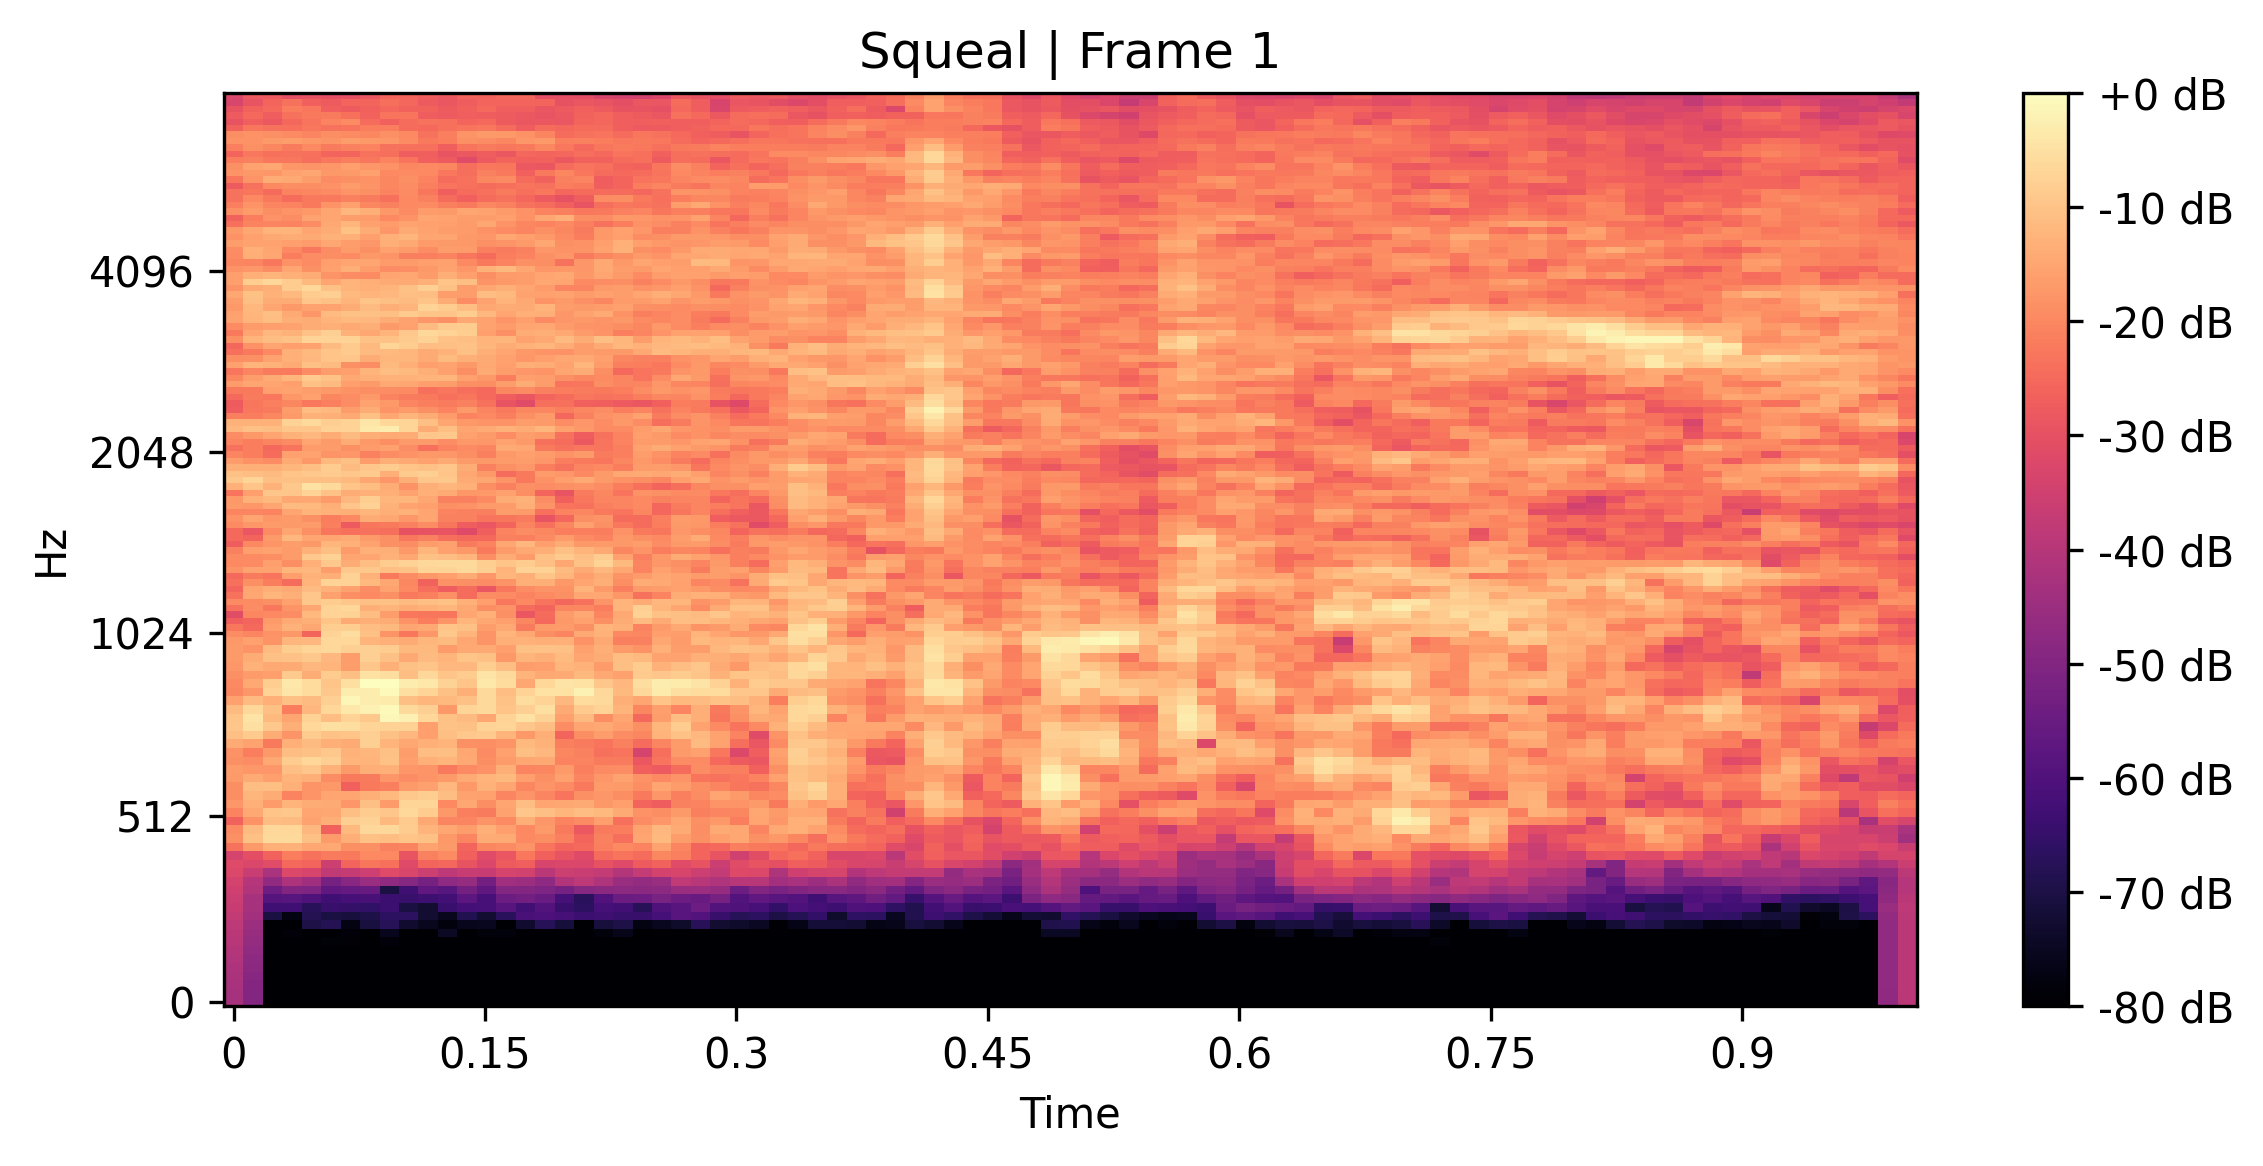 Squeal | Frame 1
+0 dB
-10 dB
-20 dB
-30 dB
-40 dB
-50 dB
-60 dB
-70 dB
-80 dB
4096
2048
1024
512
0
Hz
0 0.15 0.3 0.45 0.6 0.75 0.9
Time